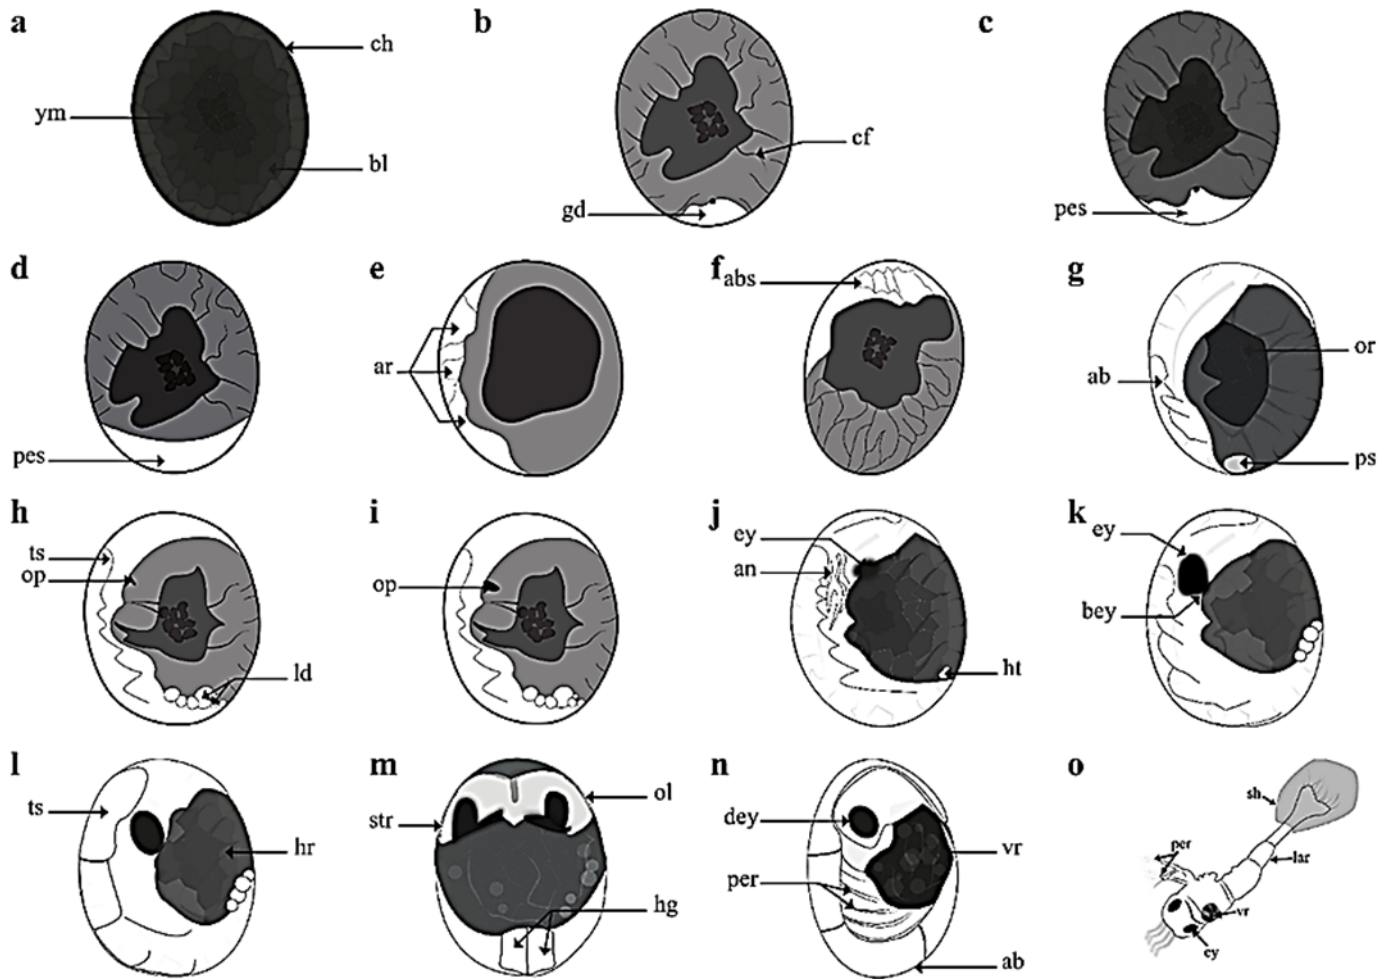 a
ch
ym
bl
b
cf
gd
c
pes
d
pes
e
ar
f
abs
g
or
ab
ps
h
ts
op
ld
i
op
j
ey
an
ht
k
ey
bey
l
ts
hr
m
ol
str
hg
n
dey
vr
per
ab
o
sh
per
lar
vr
ey